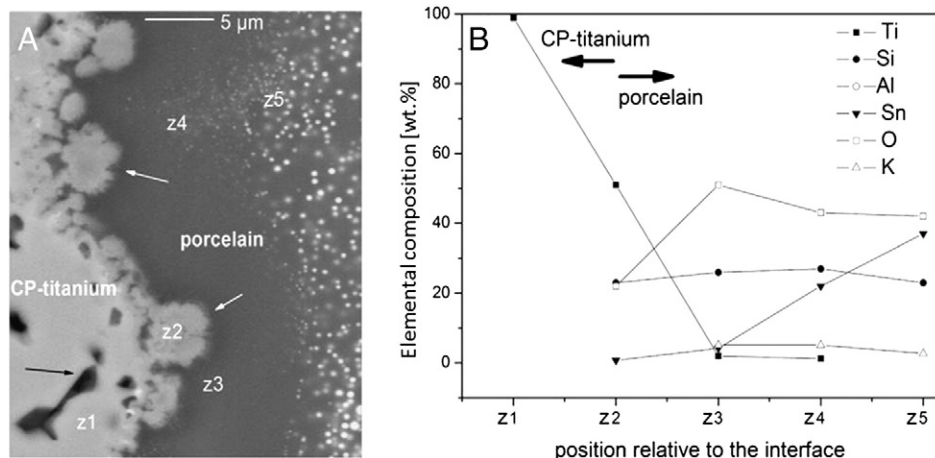 A
5 µm
z5
z4
porcelain
CP-titanium
z2
z3
z1
B
Elemental composition [wt.%]
100
80
60
40
20
0
CP-titanium
porcelain
Ti
Si
Al
Sn
O
K
Z1
Z2
Z3
Z4
Z5
position relative to the interface